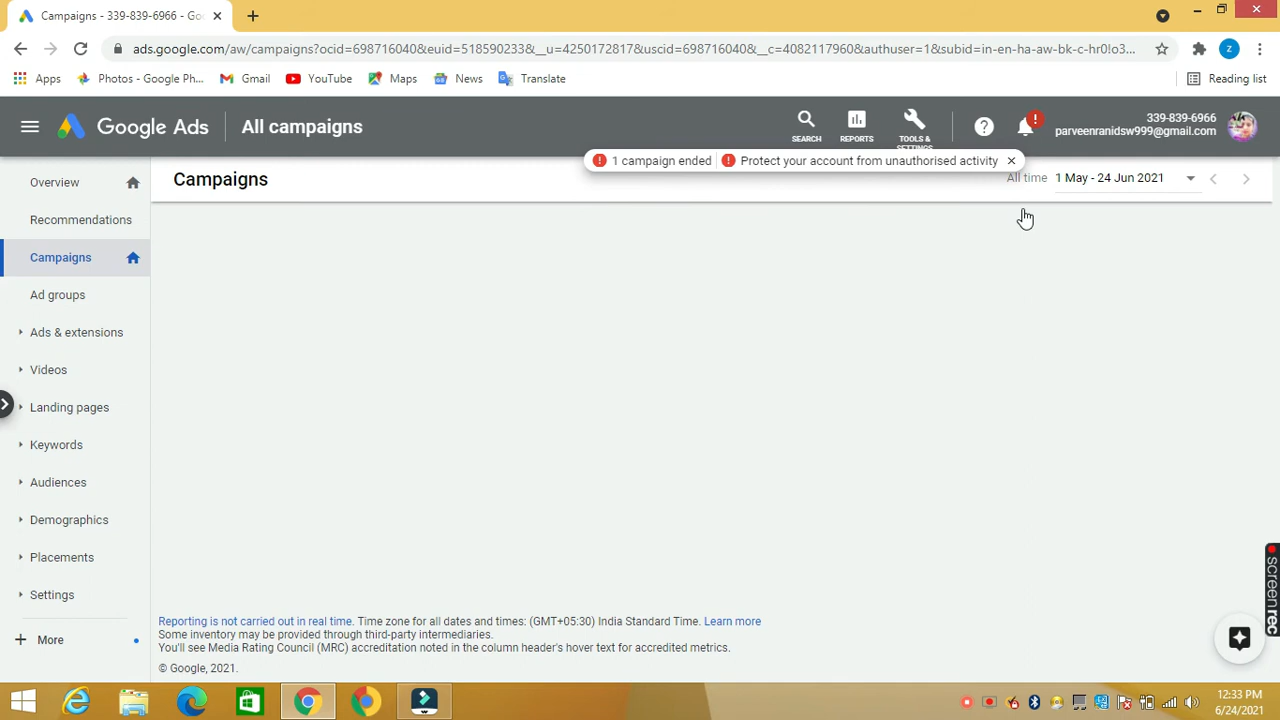 Campaigns - 339-839-6966 - Go
ads.google.com/aw/campaigns?ocid=698716040&euid=518590233&__u=4250172817&uscid=698716040&__c=4082117960&authuser=1&subid=in-en-ha-aw-bk-c-hr0!o3...
Z
Apps
Photos - Google Ph...
Gmail
YouTube
Maps
News
Translate
Reading list
Google Ads
All campaigns
SEARCH
REPORTS
TOOLS &
SETTINGS
339-839-6966
parveenranidsw999@gmail.com
1 campaign ended
Protect your account from unauthorised activity
Campaigns
All time
1 May - 24 Jun 2021
Overview
Recommendations
Campaigns
Ad groups
Ads & extensions
Videos
Landing pages
Keywords
Audiences
Demographics
Placements
Settings
More
Reporting is not carried out in real time. Time zone for all dates and times: (GMT+05:30) India Standard Time. Learn more
Some inventory may be provided through third-party intermediaries.
You'll see Media Rating Council (MRC) accreditation noted in the column header's hover text for accredited metrics.
© Google, 2021.
screenrec
12:33 PM
6/24/2021